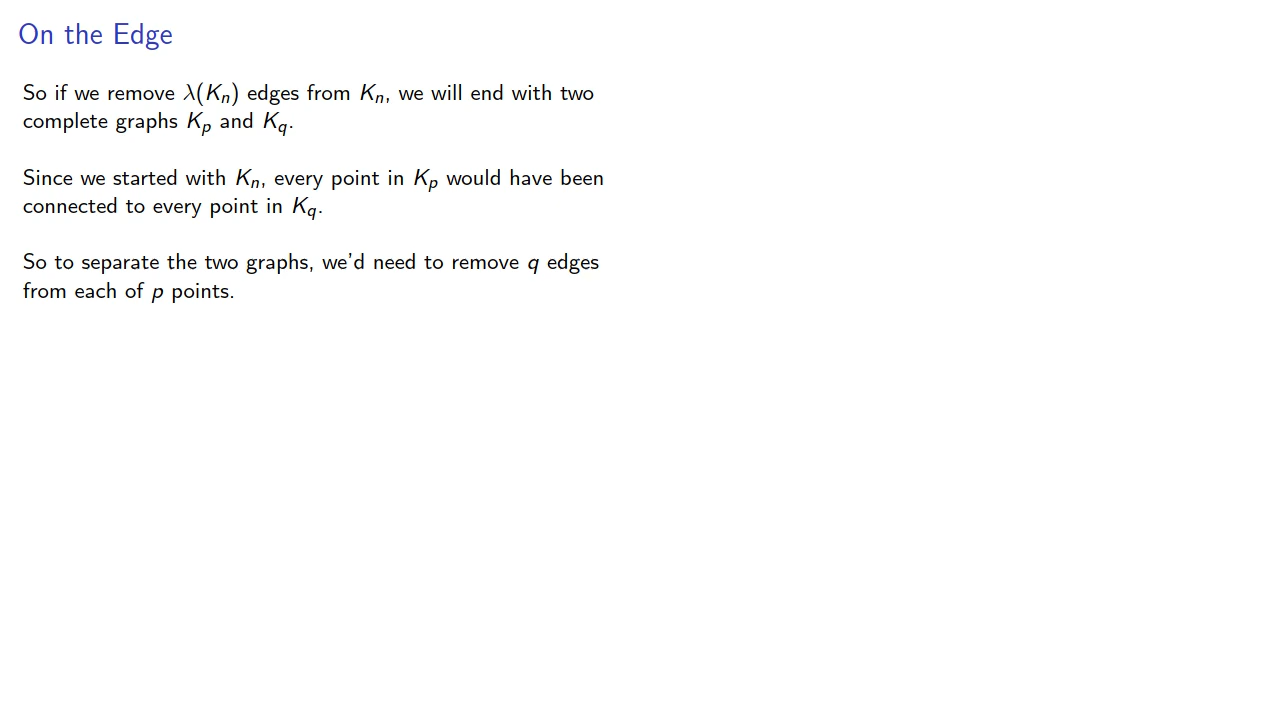 On the Edge
So if we remove λ(Kₙ) edges from Kₙ, we will end with two
complete graphs Kₚ and K_q.
Since we started with Kₙ, every point in Kₚ would have been
connected to every point in K_q.
So to separate the two graphs, we'd need to remove q edges
from each of p points.